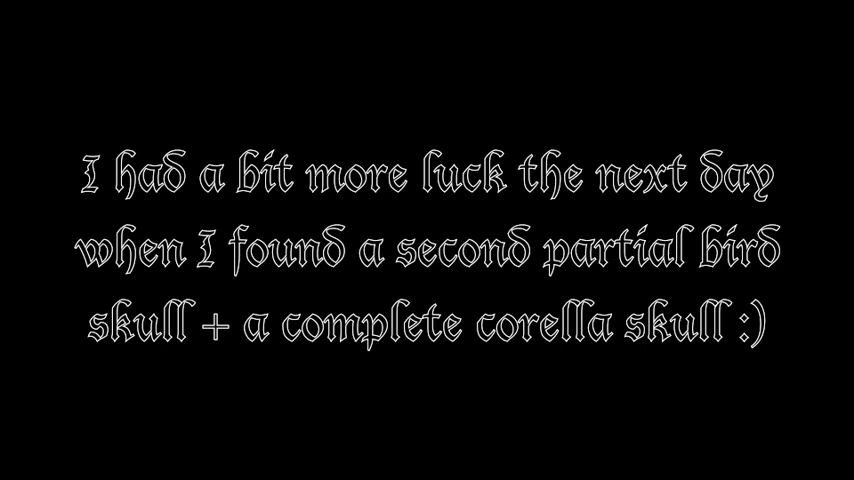 I had a bit more luck the next day
when I found a second partial bird
skull + a complete corella skull :)